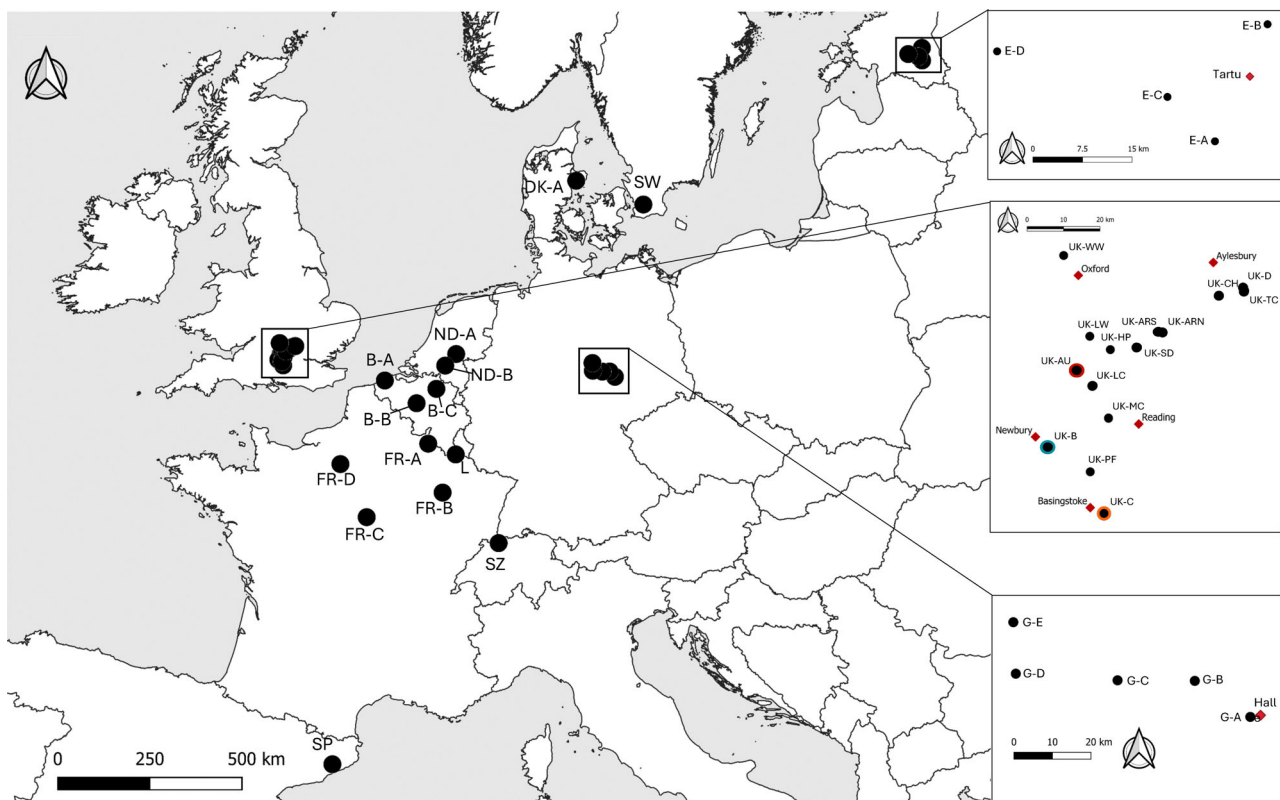 DK-A
SW
ND-A
ND-B
B-A
B-B
B-C
FR-A
L
FR-D
FR-B
FR-C
SZ
SP
0 250 500 km
E-B
E-D
Tartu
E-C
E-A
0 7.5 15 km
0 10 20 km
UK-WW
Oxford
Aylesbury
UK-D
UK-CH
UK-TC
UK-LW
UK-ARS
UK-ARN
UK-HP
UK-SD
UK-AU
UK-LC
UK-MC
Reading
Newbury
UK-B
UK-PF
Basingstoke
UK-C
G-E
G-D
G-C
G-B
Hall
G-A
0 10 20 km